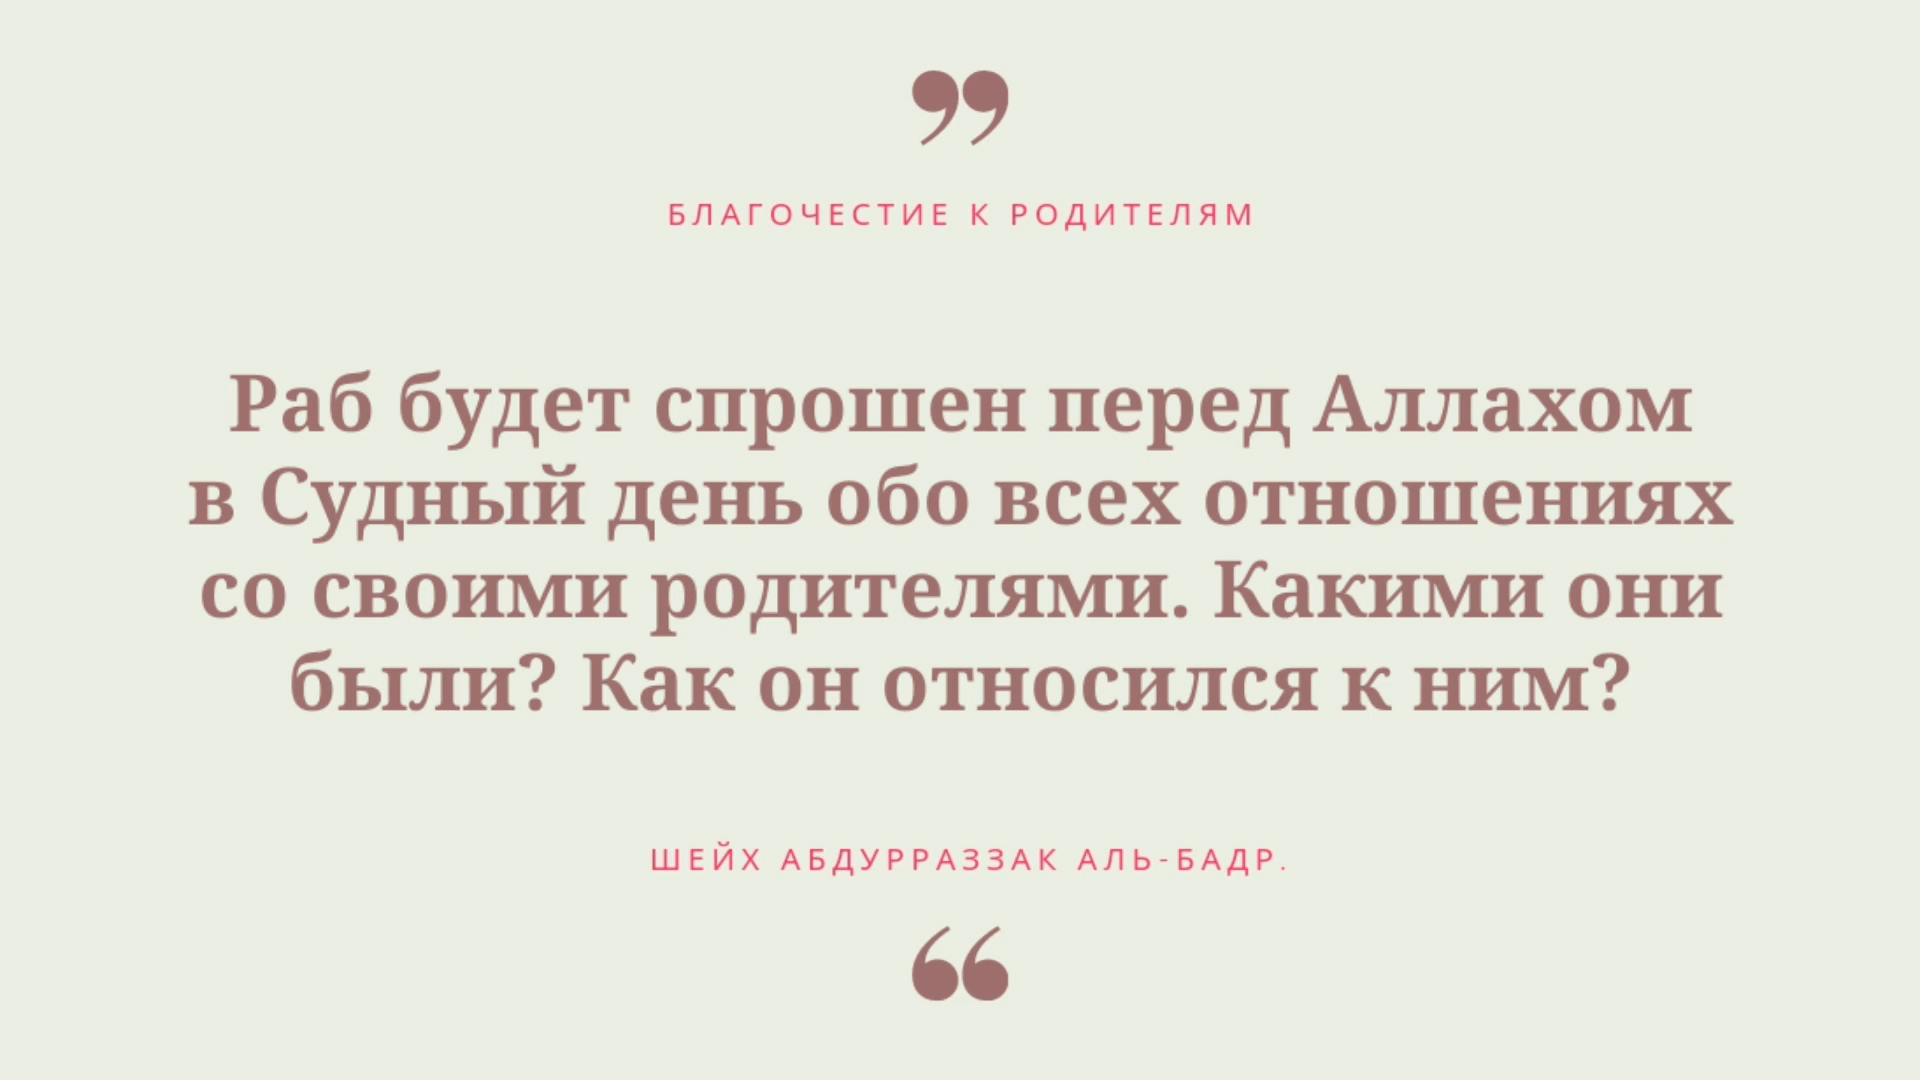 ”
БЛАГОЧЕСТИЕ К РОДИТЕЛЯМ
Раб будет спрошен перед Аллахом
в Судный день обо всех отношениях
со своими родителями. Какими они
были? Как он относился к ним?
ШЕЙХ АБДУРРАЗЗАК АЛЬ-БАДР.
“